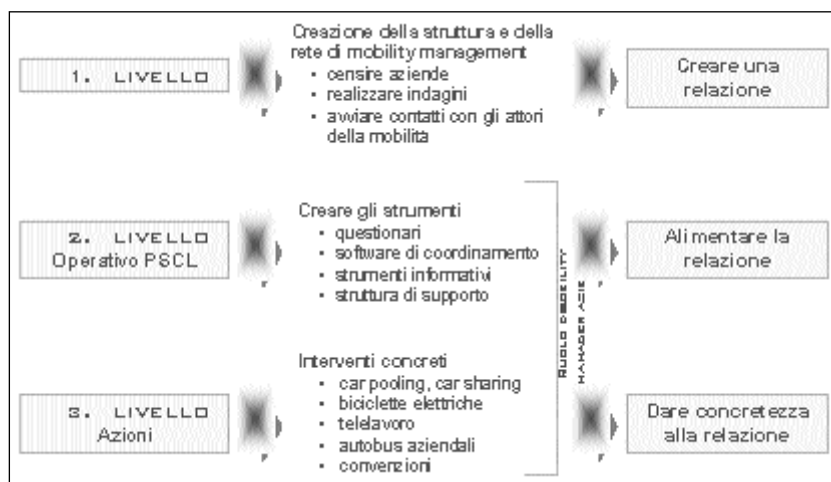 1. LIVELLO
Creazione della struttura e della
rete di mobility management
• censire aziende
• realizzare indagini
• avviare contatti con gli attori
della mobilità
Creare una
relazione
2. LIVELLO
Operativo PSCL
Creare gli strumenti
• questionari
• software di coordinamento
• strumenti informativi
• struttura di supporto
Alimentare la
relazione
3. LIVELLO
Azioni
Interventi concreti
• car pooling, car sharing
• biciclette elettriche
• telelavoro
• autobus aziendali
• convenzioni
RUOLO
MANAGER
Dare concretezza
alla relazione